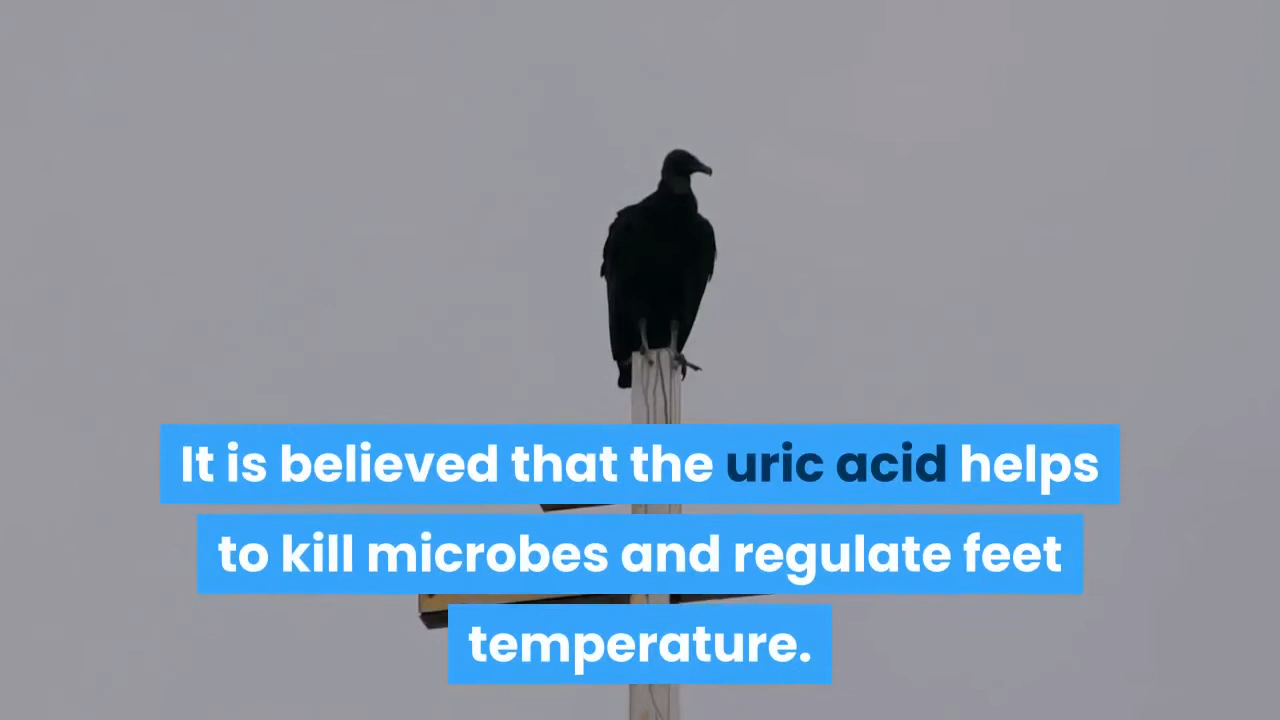 It is believed that the uric acid helps
to kill microbes and regulate feet
temperature.